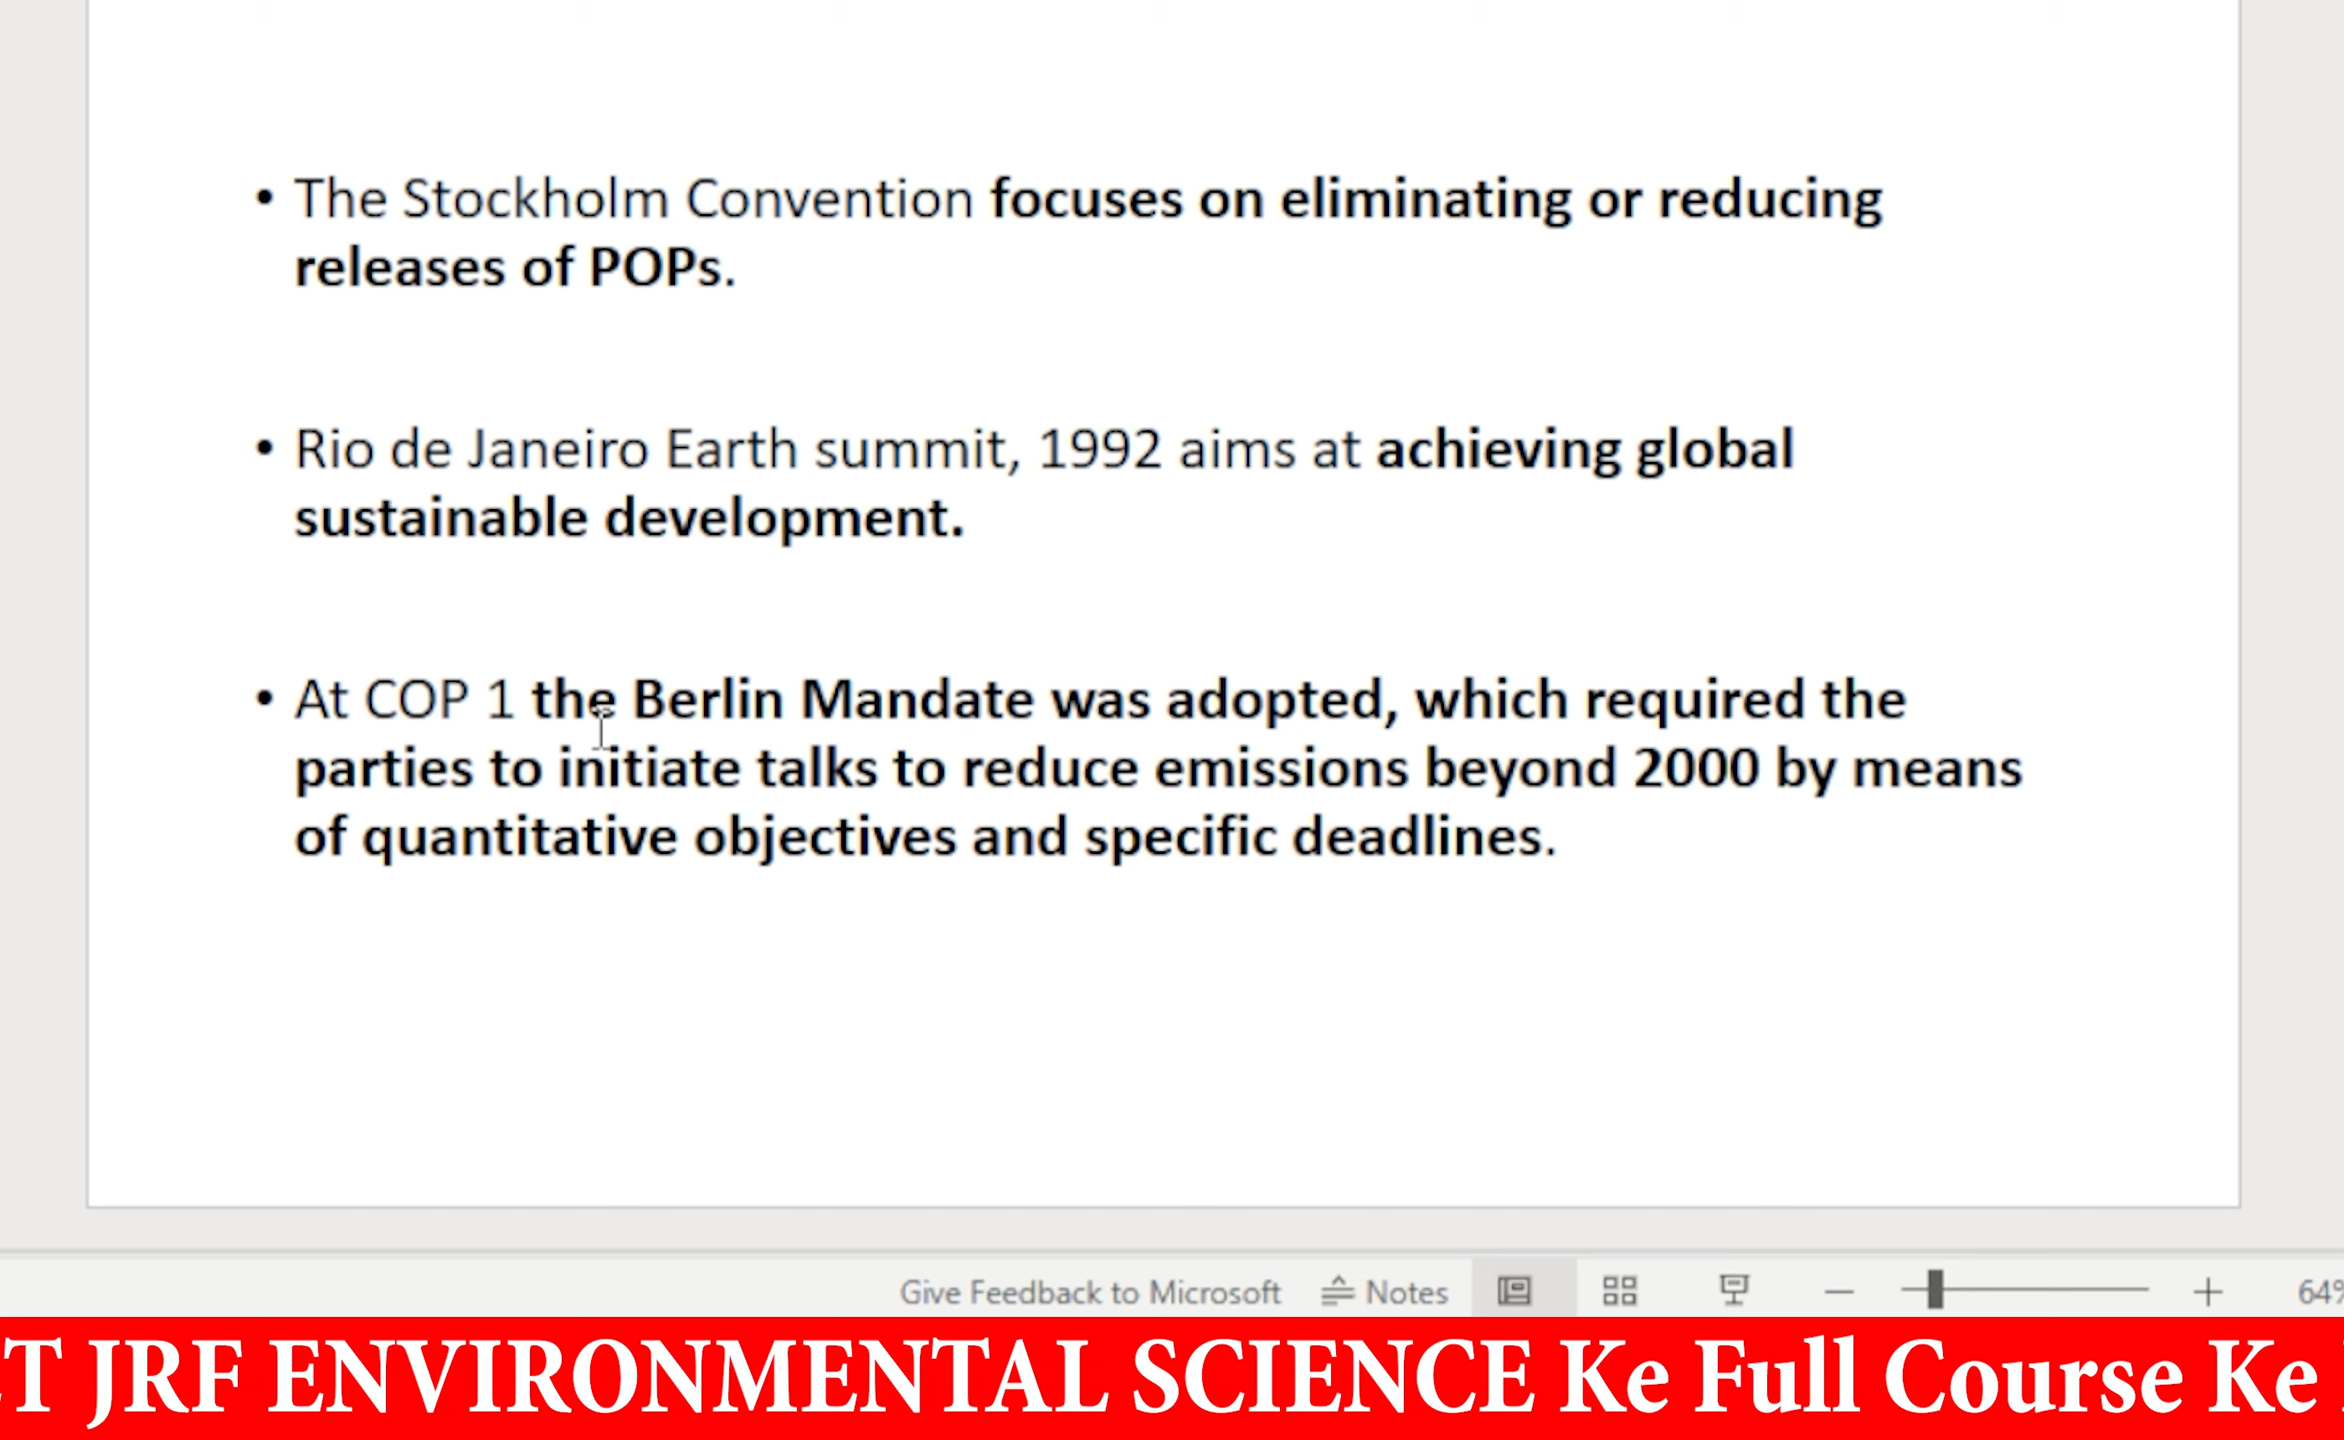 • The Stockholm Convention focuses on eliminating or reducing
releases of POPs.
• Rio de Janeiro Earth summit, 1992 aims at achieving global
sustainable development.
• At COP 1 the Berlin Mandate was adopted, which required the
parties to initiate talks to reduce emissions beyond 2000 by means
of quantitative objectives and specific deadlines.
Give Feedback to Microsoft Notes 64%
T JRF ENVIRONMENTAL SCIENCE Ke Full Course Ke